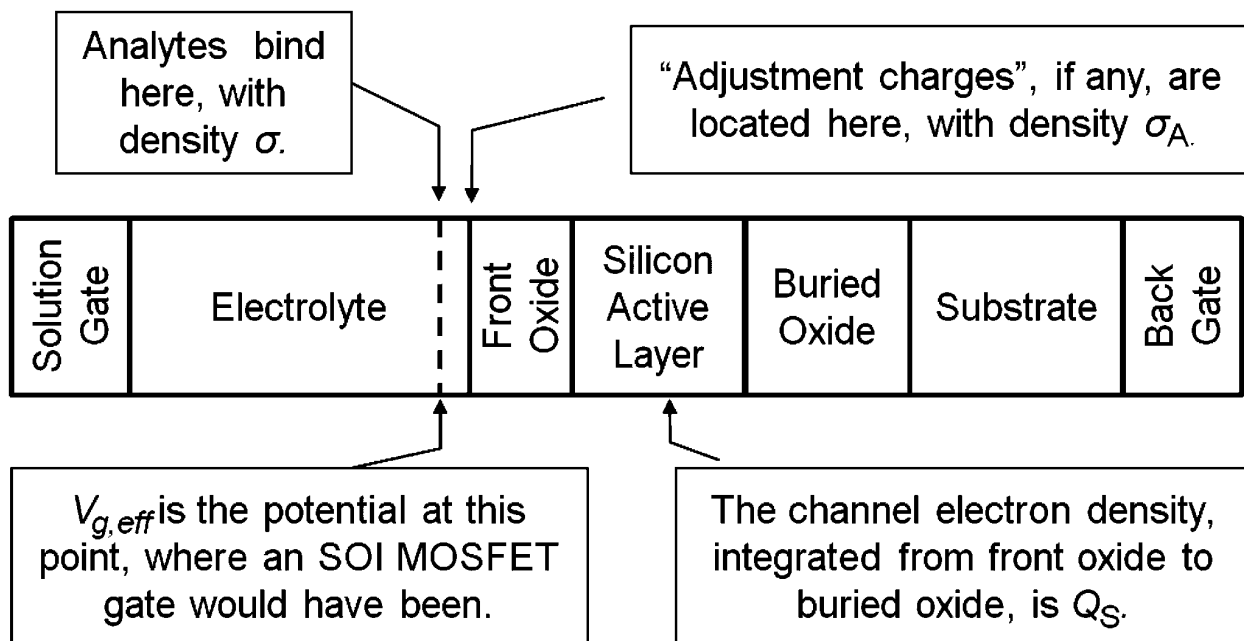 Analytes bind
here, with
density σ.
“Adjustment charges”, if any, are
located here, with density σA.
Solution
Gate
Electrolyte
Front
Oxide
Silicon
Active
Layer
Buried
Oxide
Substrate
Back
Gate
Vg,eff is the potential at this
point, where an SOI MOSFET
gate would have been.
The channel electron density,
integrated from front oxide to
buried oxide, is QS.